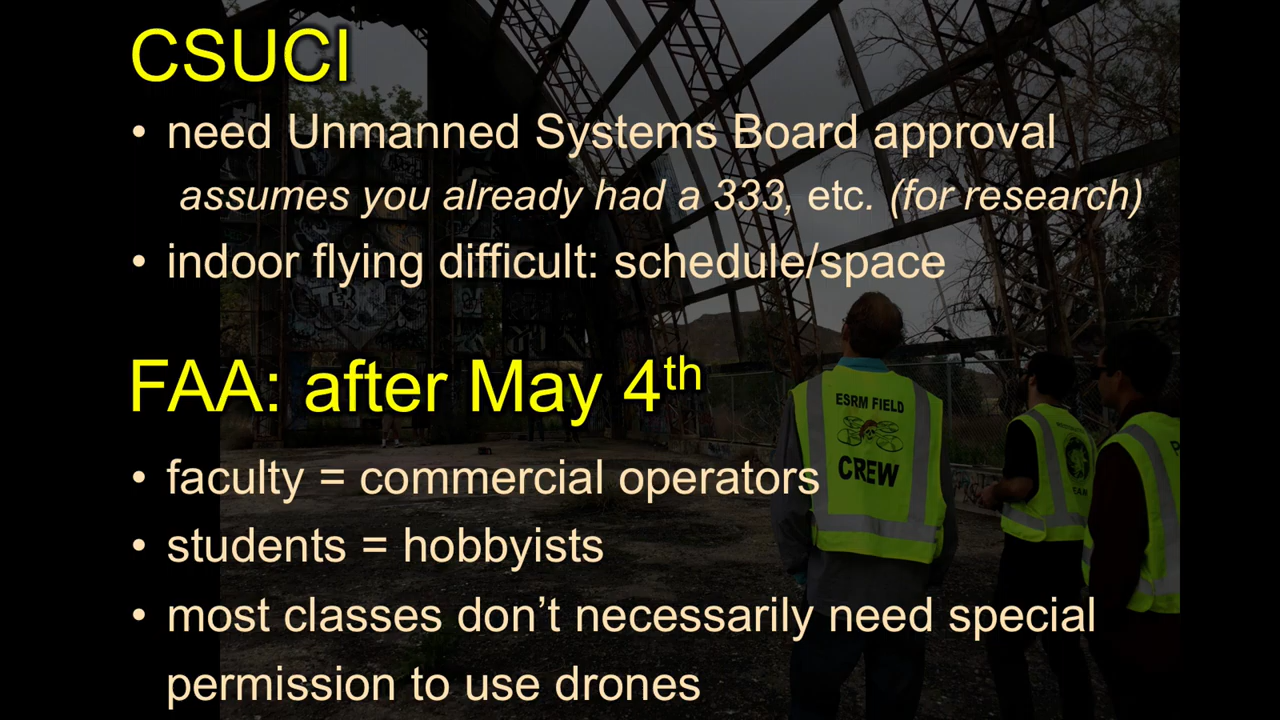 CSUCI
• need Unmanned Systems Board approval
assumes you already had a 333, etc. (for research)
• indoor flying difficult: schedule/space
FAA: after May 4th
• faculty = commercial operators
• students = hobbyists
• most classes don’t necessarily need special
permission to use drones
ESRM FIELD
CREW